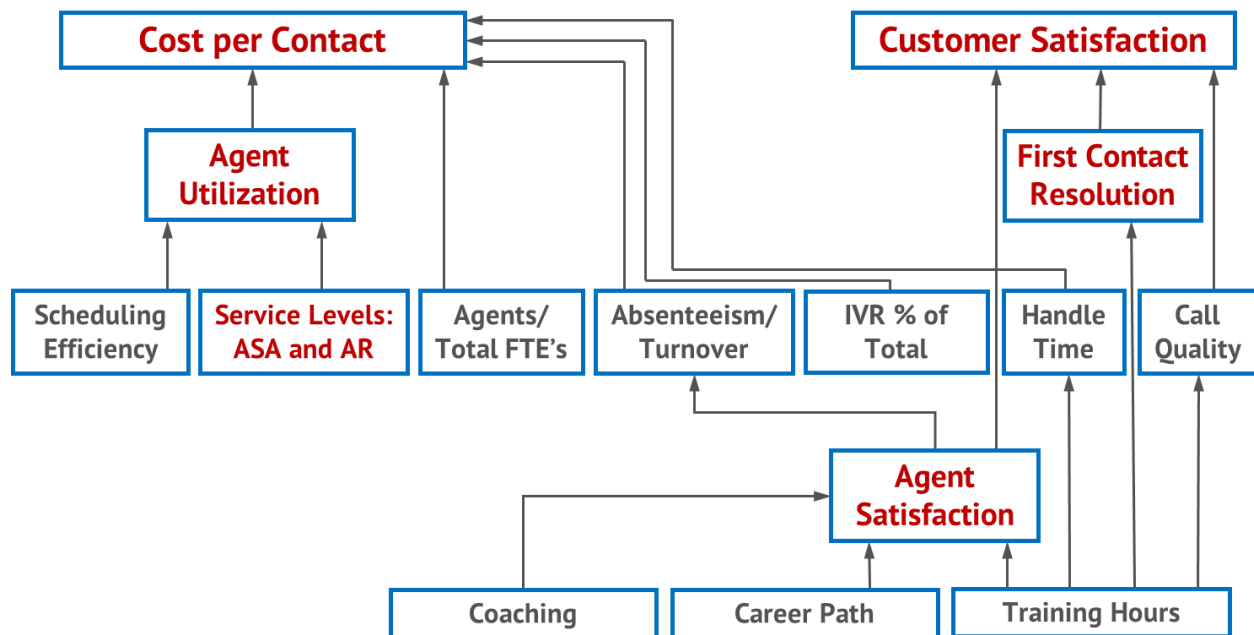 Cost per Contact
Customer Satisfaction
Agent
Utilization
First Contact
Resolution
Scheduling
Efficiency
Service Levels:
ASA and AR
Agents/
Total FTE’s
Absenteeism/
Turnover
IVR % of
Total
Handle
Time
Call
Quality
Agent
Satisfaction
Coaching
Career Path
Training Hours